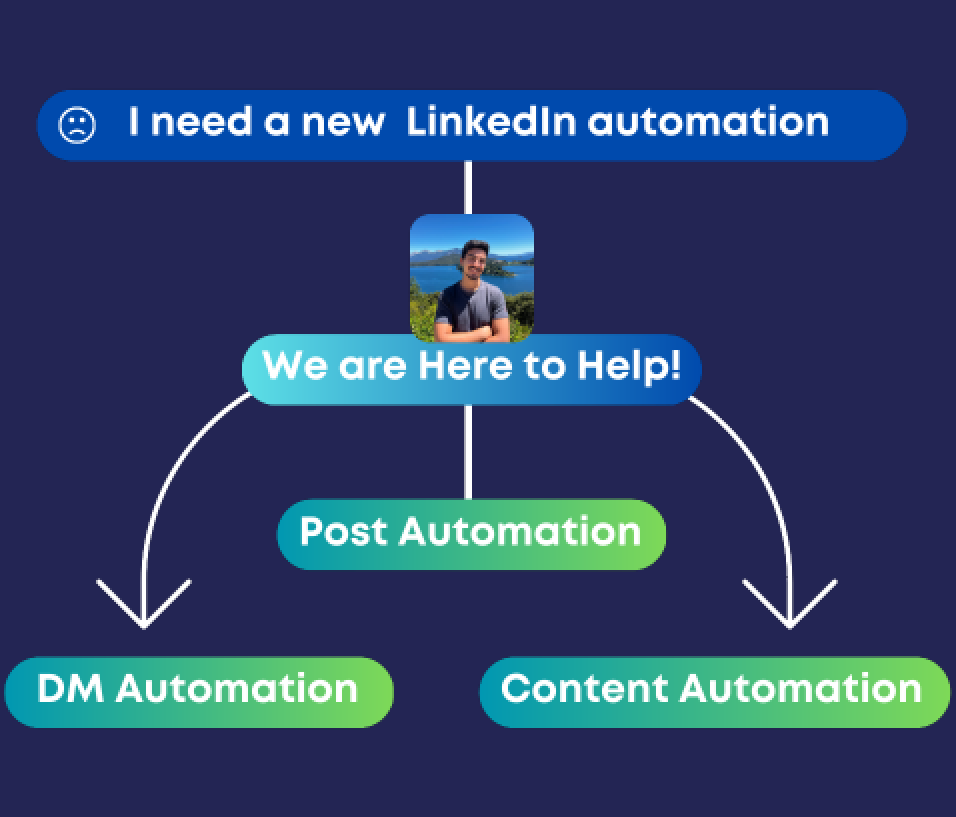 I need a new LinkedIn automation
We are Here to Help!
Post Automation
DM Automation
Content Automation